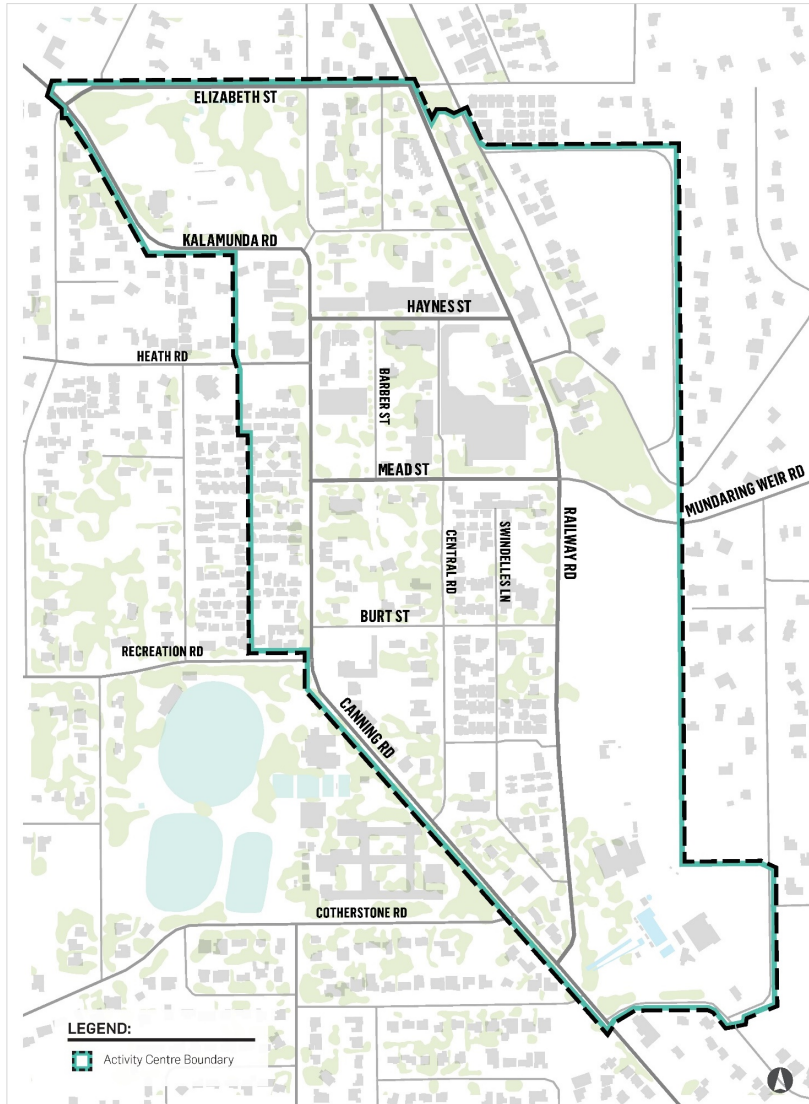 ELIZABETH ST
KALAMUNDA RD
HAYNES ST
HEATH RD
BARBER ST
MEAD ST
MUNDARING WEIR RD
RAILWAY RD
SWINDELLES LN
CENTRAL RD
BURT ST
RECREATION RD
CANNING RD
COTHERSTONE RD
LEGEND:
Activity Centre Boundary